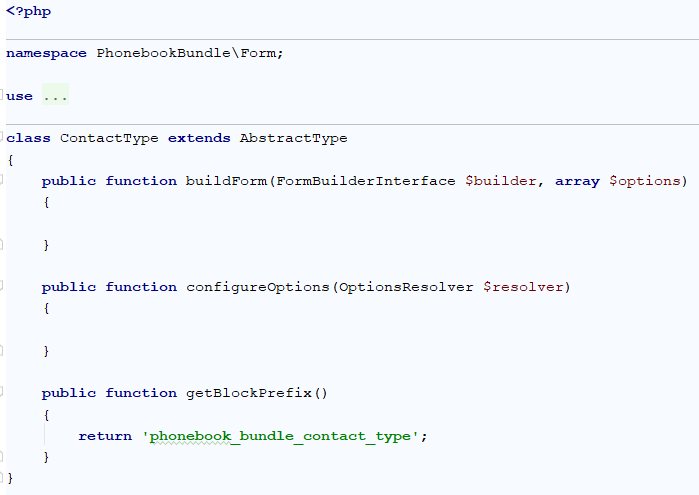 <?php
namespace PhonebookBundle\Form;
use ...
class ContactType extends AbstractType
{
    public function buildForm(FormBuilderInterface $builder, array $options)
    {
    }
    public function configureOptions(OptionsResolver $resolver)
    {
    }
    public function getBlockPrefix()
    {
        return 'phonebook_bundle_contact_type';
    }
}